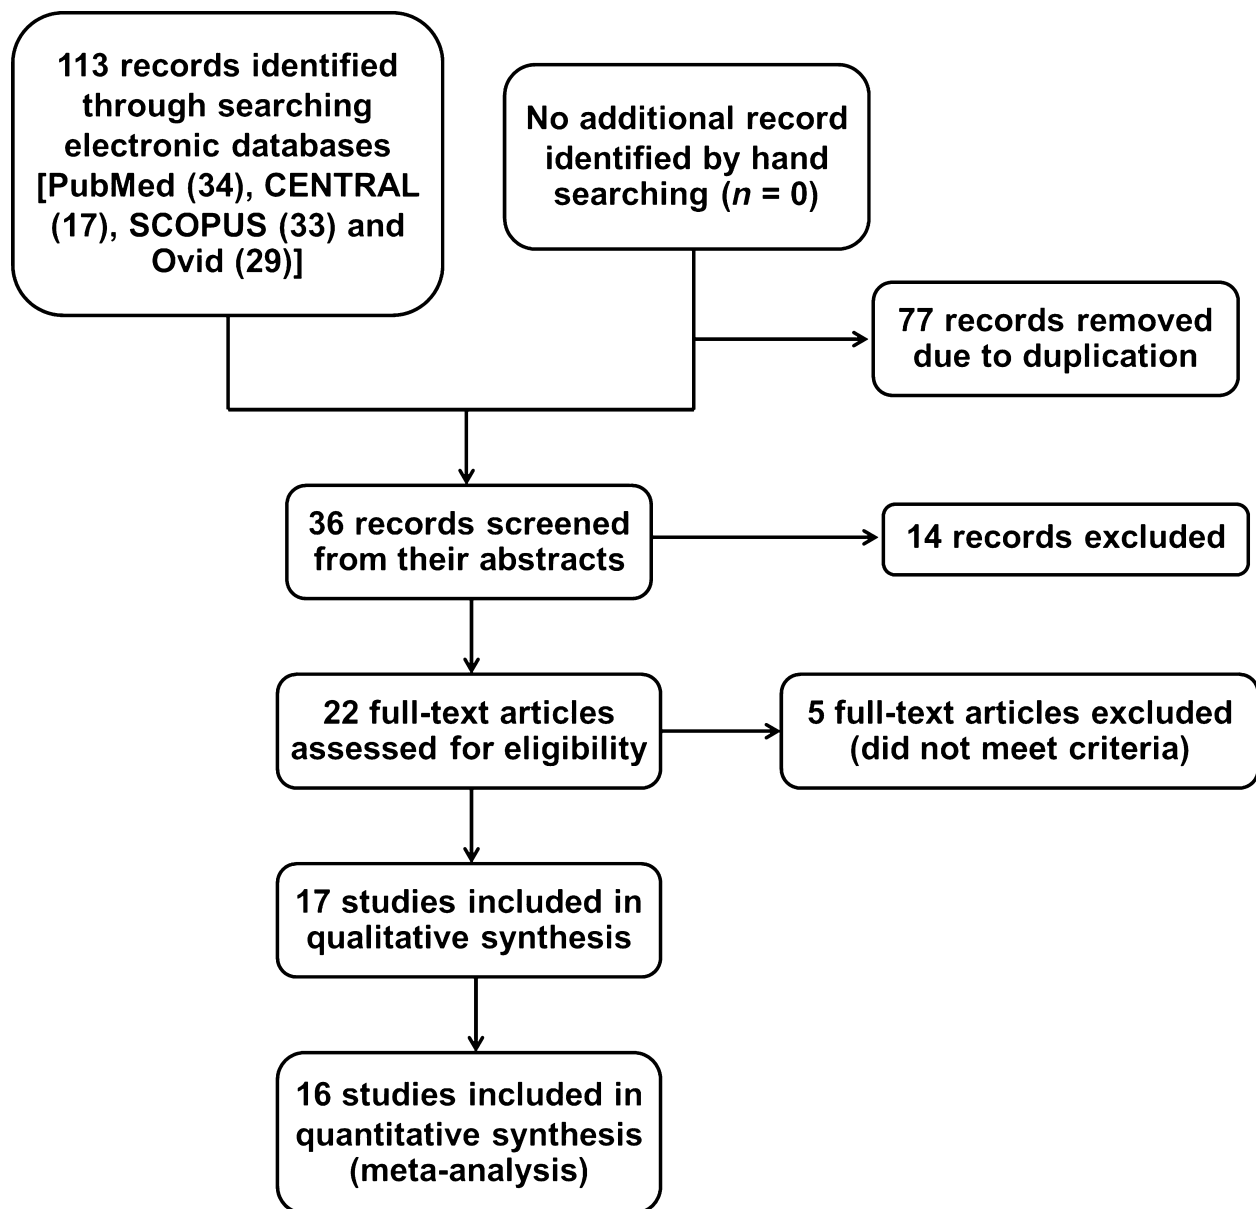 113 records identified
through searching
electronic databases
[PubMed (34), CENTRAL
(17), SCOPUS (33) and
Ovid (29)]
No additional record
identified by hand
searching (n = 0)
77 records removed
due to duplication
36 records screened
from their abstracts
14 records excluded
22 full-text articles
assessed for eligibility
5 full-text articles excluded
(did not meet criteria)
17 studies included in
qualitative synthesis
16 studies included in
quantitative synthesis
(meta-analysis)